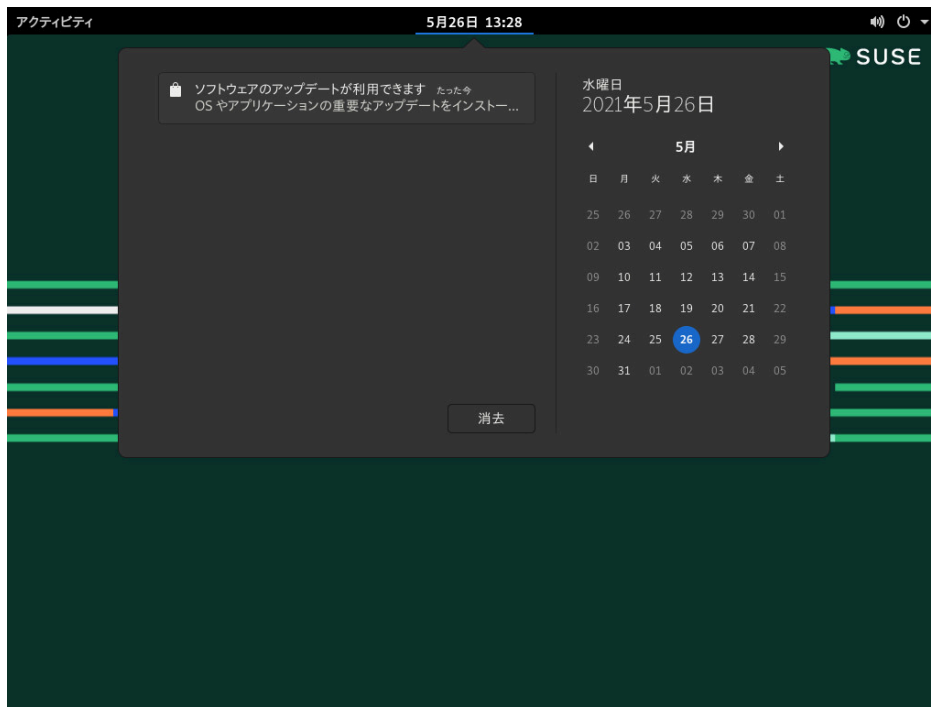 アクティビティ
5月26日 13:28
SUSE
ソフトウェアのアップデートが利用できます たった今
OS やアプリケーションの重要なアップデートをインストー...
消去
水曜日
2021年5月26日
5月
日 月 火 水 木 金 土
25 26 27 28 29 30 01
02 03 04 05 06 07 08
09 10 11 12 13 14 15
16 17 18 19 20 21 22
23 24 25 26 27 28 29
30 31 01 02 03 04 05